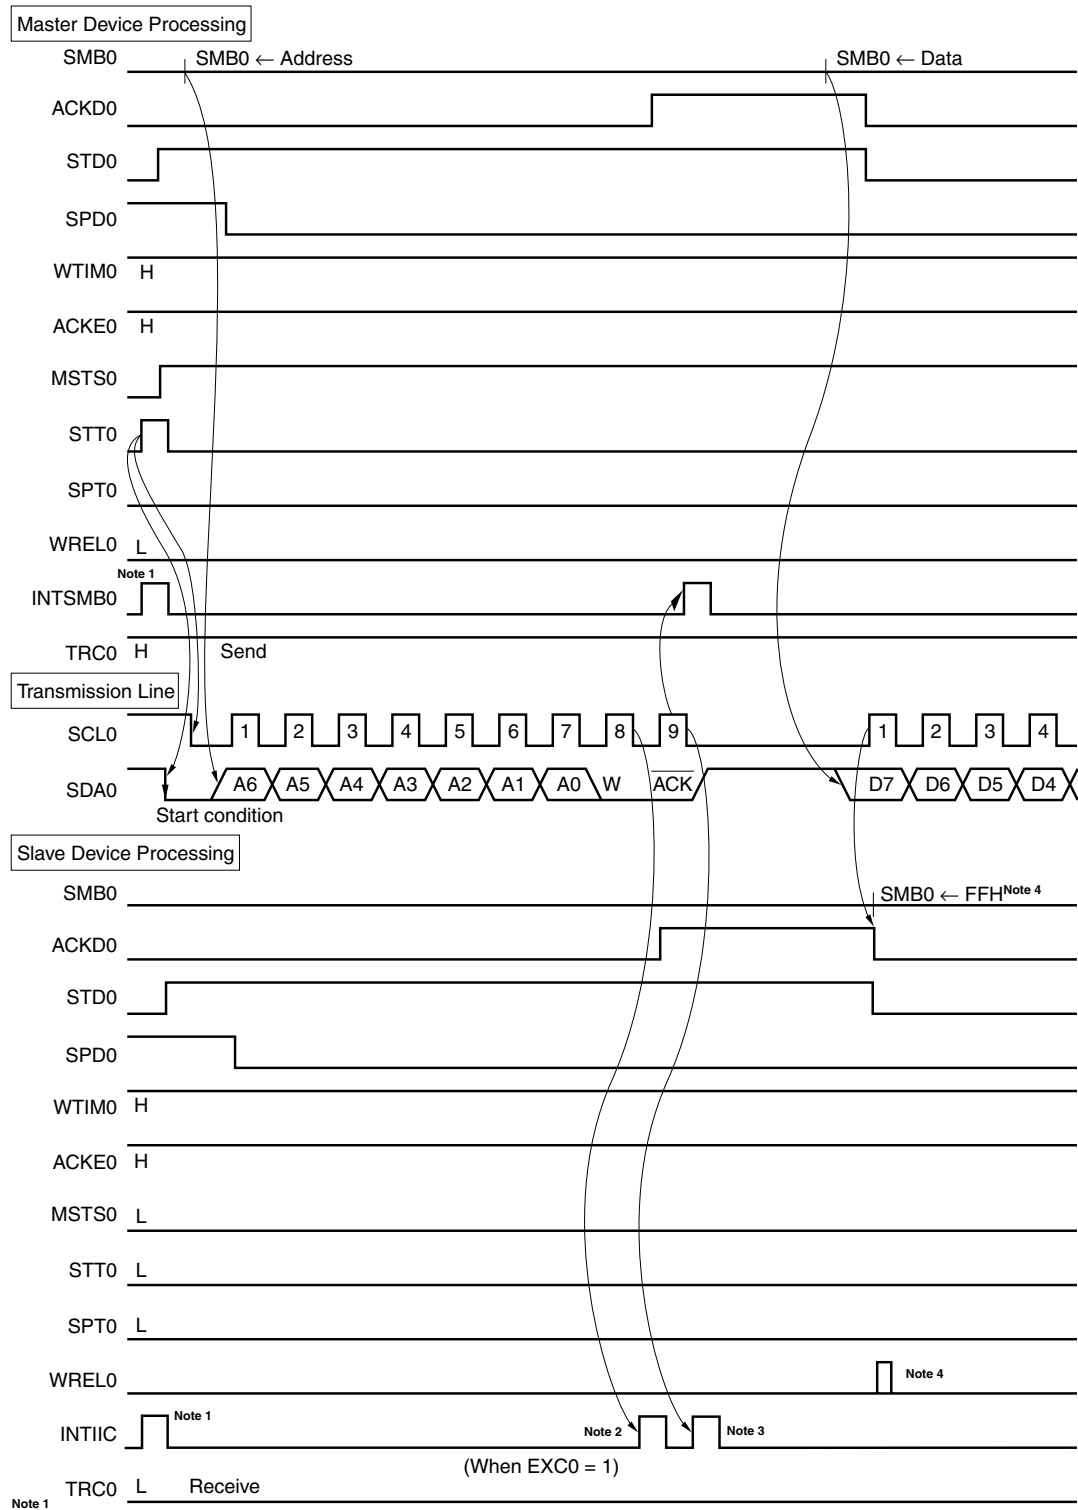 Master Device Processing
SMB0 SMB0 ← Address SMB0 ← Data
ACKD0
STD0
SPD0
WTIM0 H
ACKE0 H
MSTS0
STT0
SPT0
WREL0 L
Note 1
INTSMB0
TRC0 H Send
Transmission Line
SCL0 1 2 3 4 5 6 7 8 9 1 2 3 4
SDA0 A6 A5 A4 A3 A2 A1 A0 W ACK D7 D6 D5 D4
Start condition
Slave Device Processing
SMB0 SMB0 ← FFH Note 4
ACKD0
STD0
SPD0
WTIM0 H
ACKE0 H
MSTS0 L
STT0 L
SPT0 L
WREL0 Note 4
INTIIC Note 1 Note 2 Note 3
(When EXC0 = 1)
TRC0 L Receive
Note 1